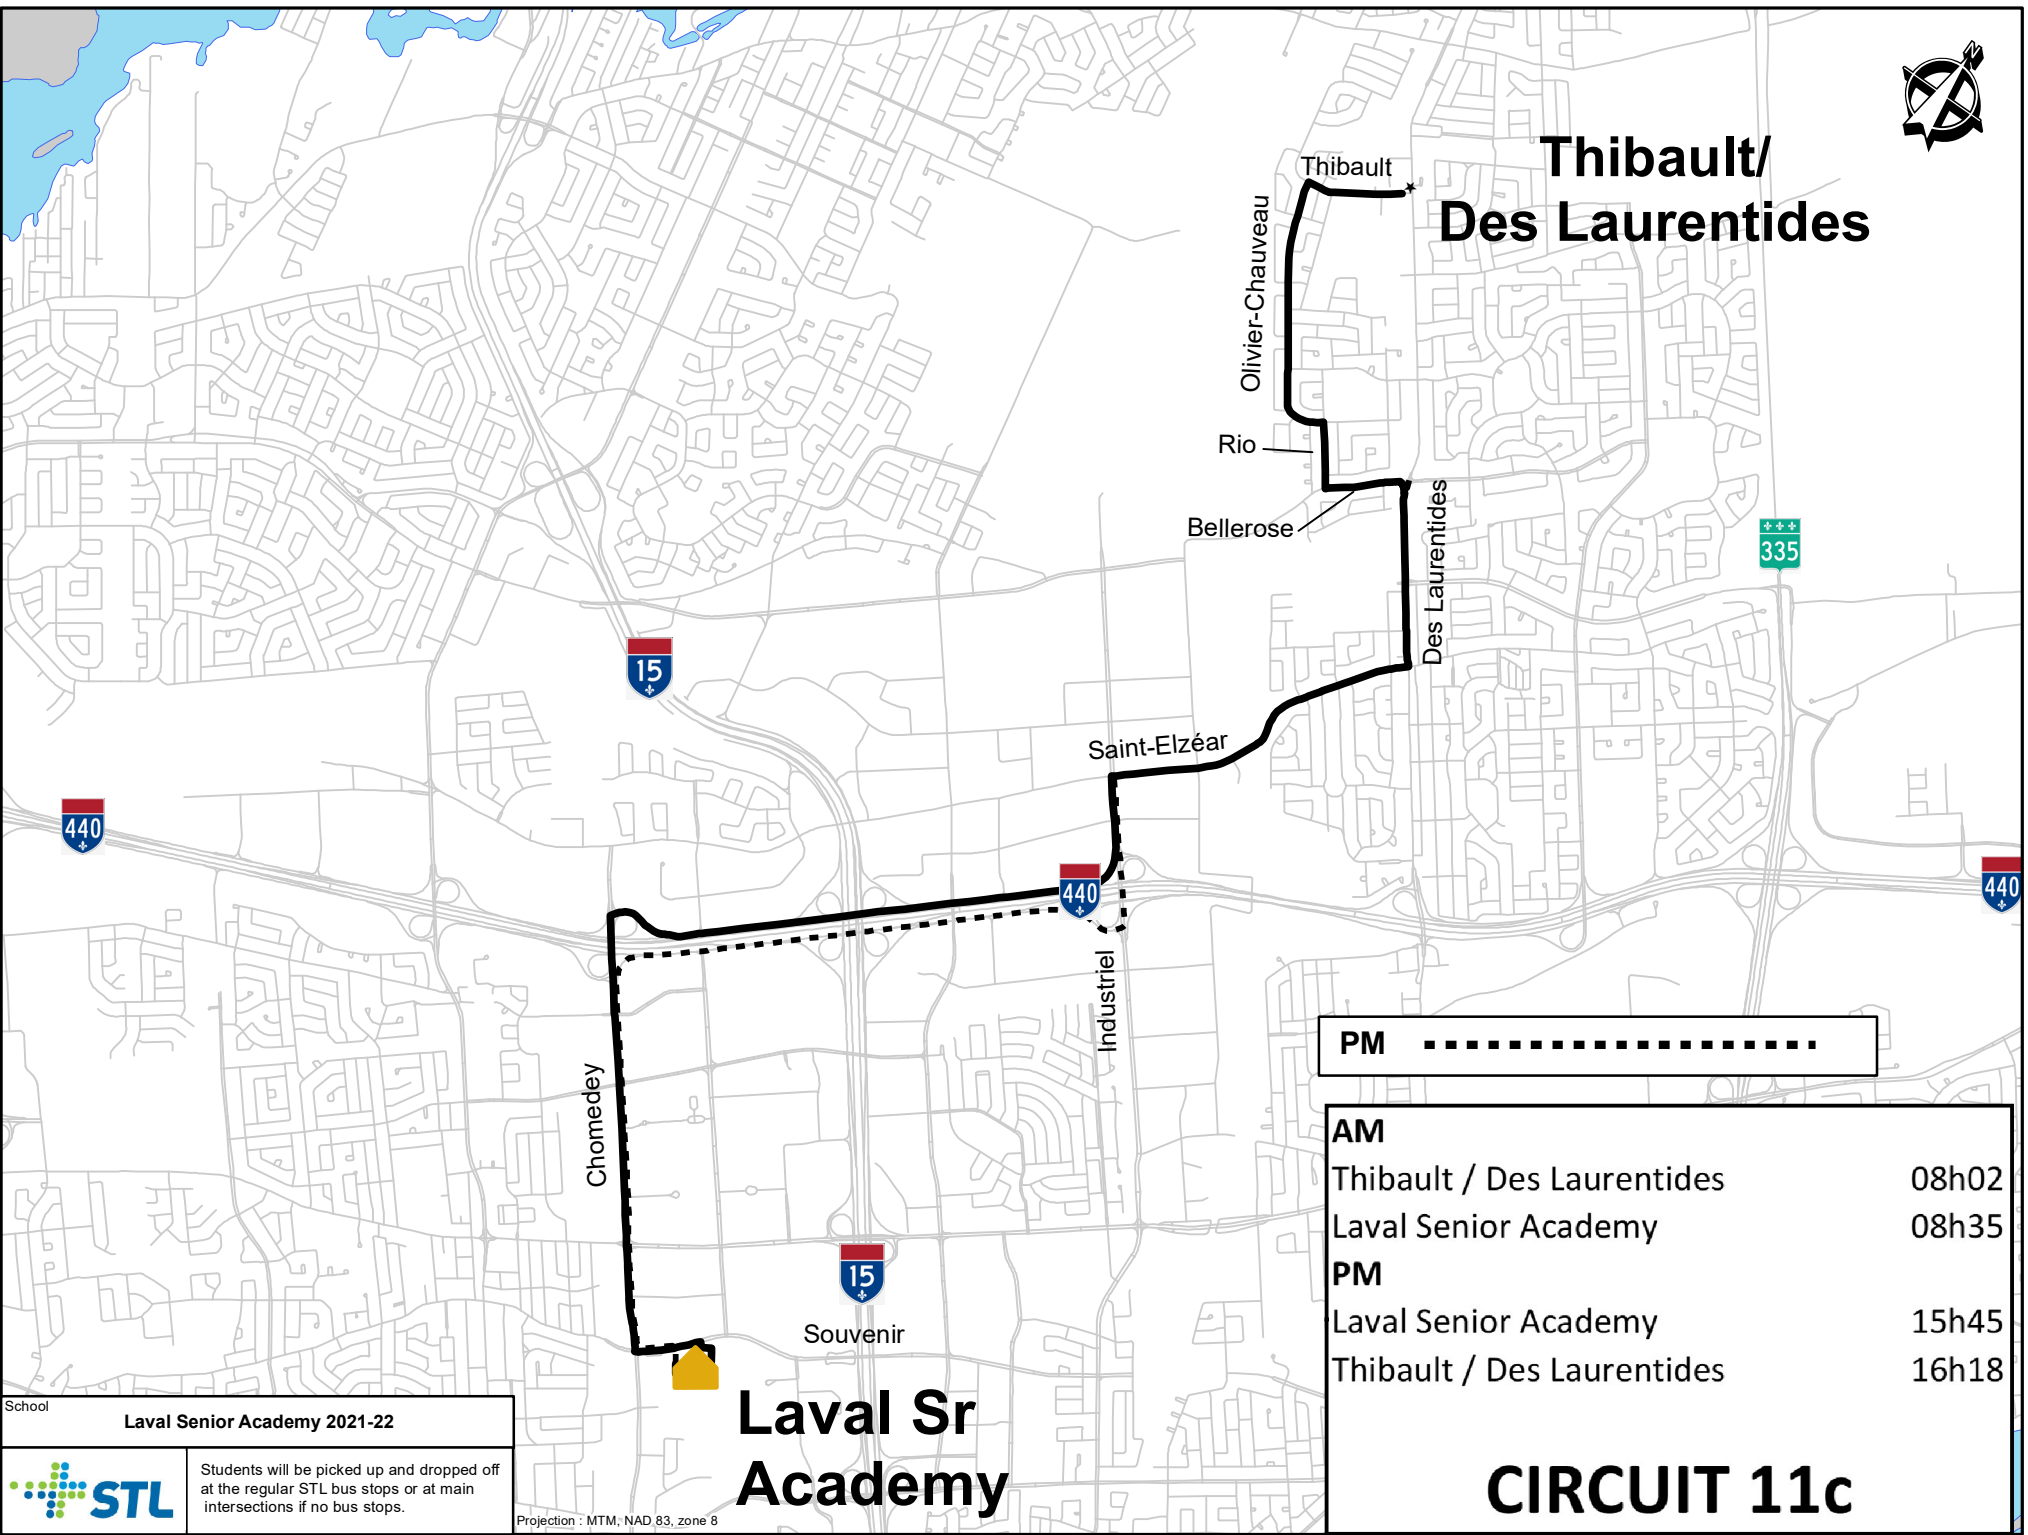 N
Thibault/
Des Laurentides
Thibault
Olivier-Chauveau
Rio
Bellerose
Des Laurentides
335
15
Saint-Elzéar
440
440
440
Industriel
Chomedey
15
Souvenir
Laval Sr
Academy
PM
AM
Thibault / Des Laurentides 08h02
Laval Senior Academy 08h35
PM
Laval Senior Academy 15h45
Thibault / Des Laurentides 16h18
CIRCUIT 11c
School
Laval Senior Academy 2021-22
STL
Students will be picked up and dropped off
at the regular STL bus stops or at main
intersections if no bus stops.
Projection : MTM, NAD 83, zone 8